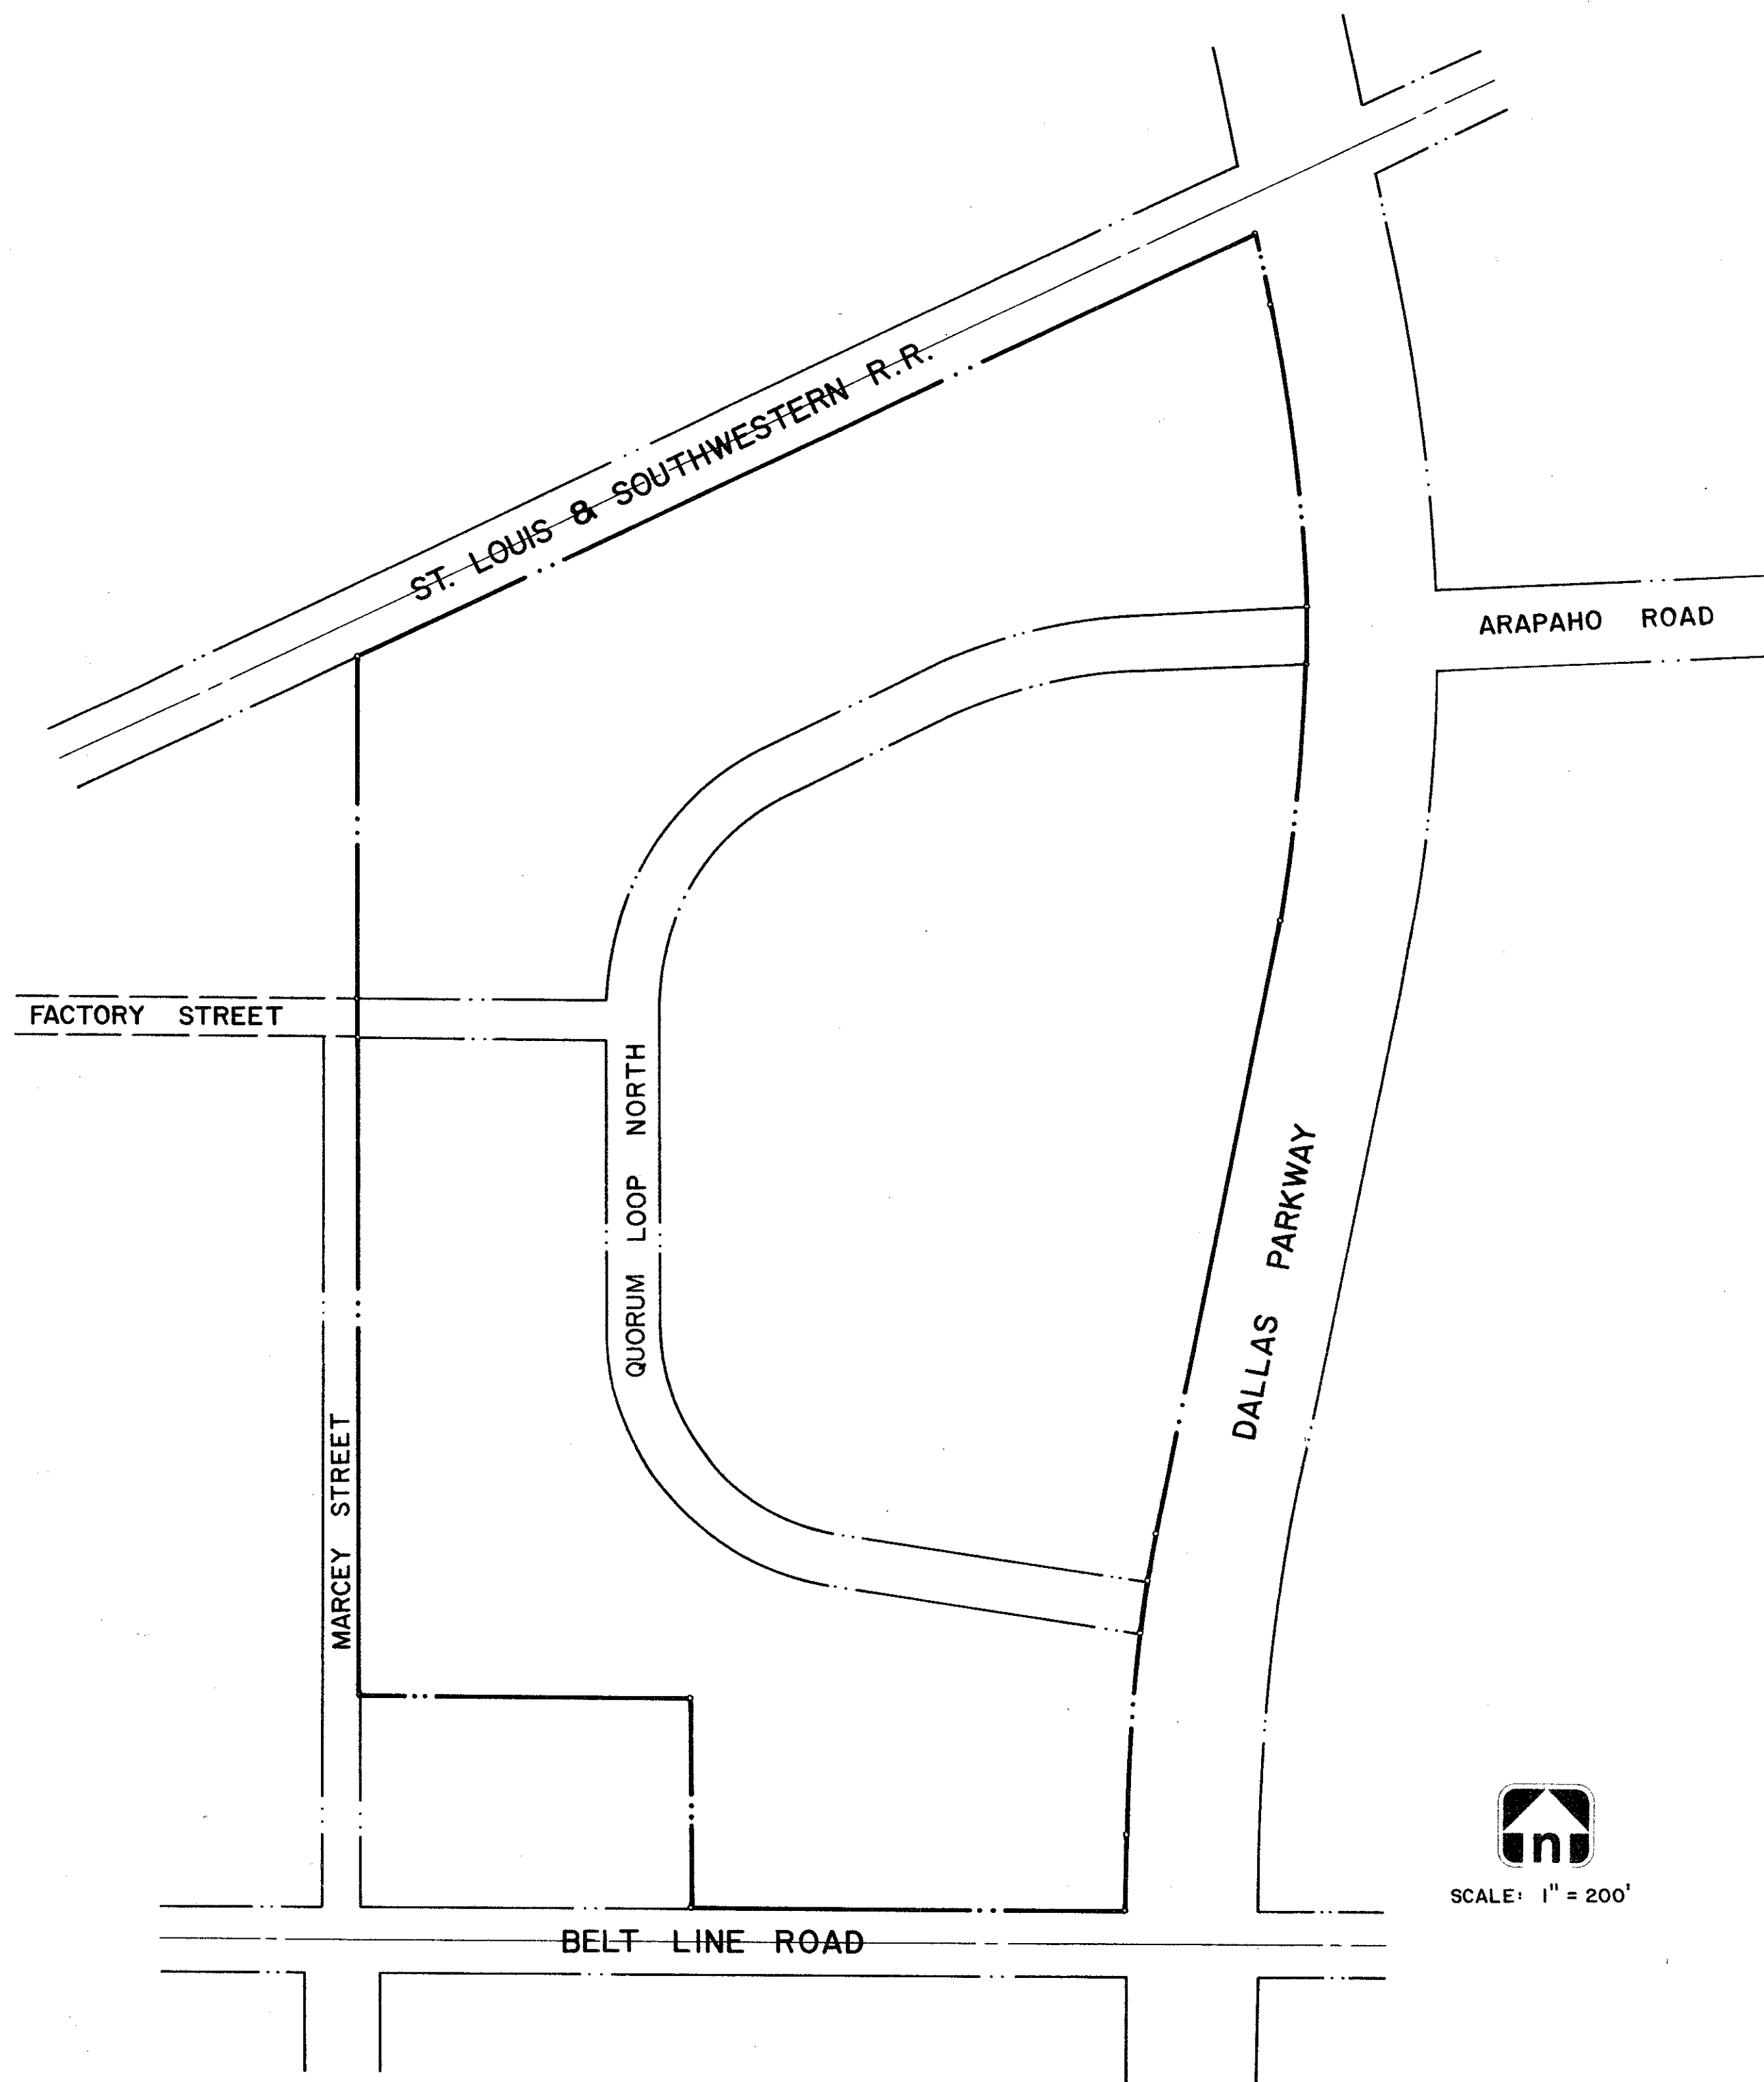 ST. LOUIS & SOUTHWESTERN R.R.
ARAPAHO ROAD
FACTORY STREET
QUORUM LOOP NORTH
DALLAS PARKWAY
MARCEY STREET
n
SCALE: 1" = 200'
BELT LINE ROAD